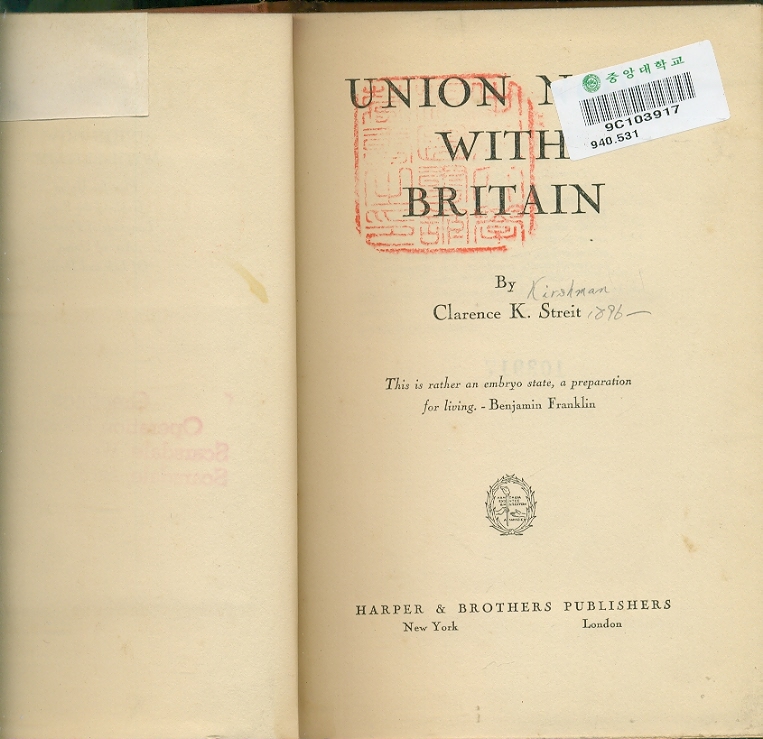 UNION N
WITH
BRITAIN
중앙대학교
9C103917
940.531
By
Kirshman
Clarence K. Streit 1896—
This is rather an embryo state, a preparation
for living. - Benjamin Franklin
HARPER & BROTHERS PUBLISHERS
New York London